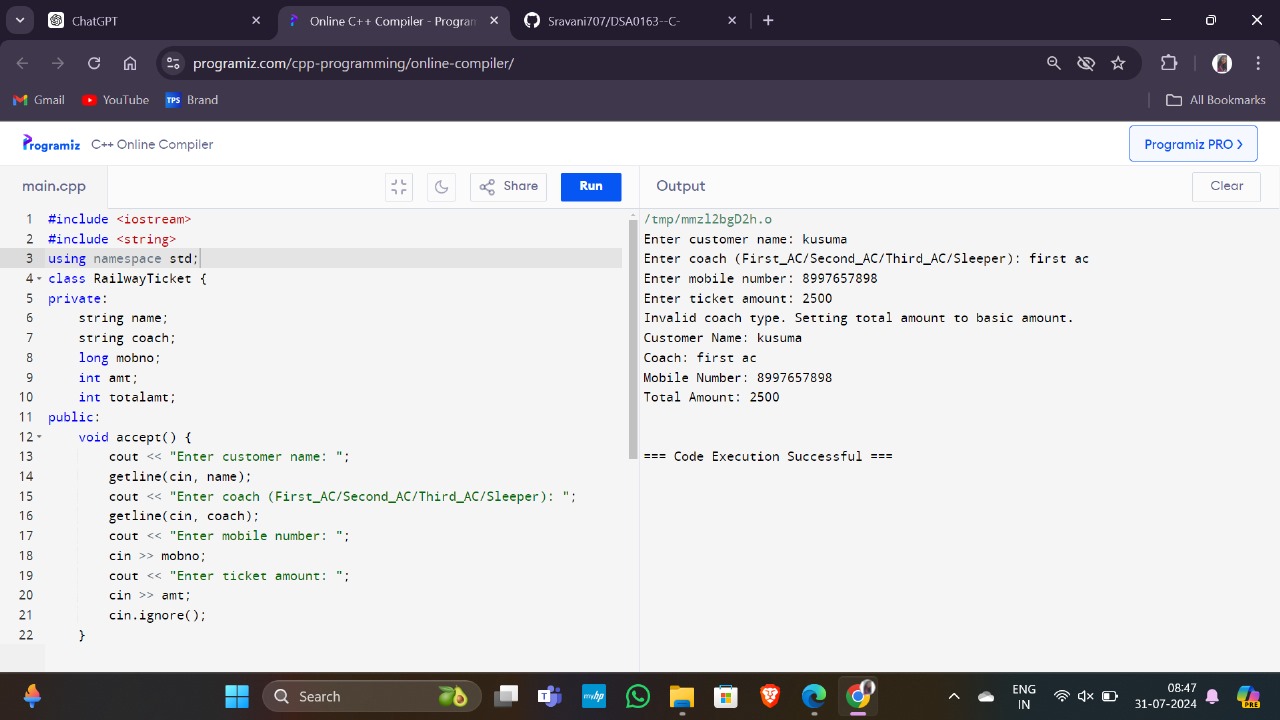 ChatGPT
Online C++ Compiler - Program
Sravani707/DSA0163--C-
programiz.com/cpp-programming/online-compiler/
Gmail
YouTube
TPS Brand
All Bookmarks
Programiz C++ Online Compiler
Programiz PRO
main.cpp
Share
Run
Output
Clear
1 #include <iostream>
2 #include <string>
3 using namespace std;
4 class RailwayTicket {
5 private:
6 string name;
7 string coach;
8 long mobno;
9 int amt;
10 int totalamt;
11 public:
12 void accept() {
13 cout << "Enter customer name: ";
14 getline(cin, name);
15 cout << "Enter coach (First_AC/Second_AC/Third_AC/Sleeper): ";
16 getline(cin, coach);
17 cout << "Enter mobile number: ";
18 cin >> mobno;
19 cout << "Enter ticket amount: ";
20 cin >> amt;
21 cin.ignore();
22 }
/tmp/mmzl2bgD2h.o
Enter customer name: kusuma
Enter coach (First_AC/Second_AC/Third_AC/Sleeper): first ac
Enter mobile number: 8997657898
Enter ticket amount: 2500
Invalid coach type. Setting total amount to basic amount.
Customer Name: kusuma
Coach: first ac
Mobile Number: 8997657898
Total Amount: 2500
=== Code Execution Successful ===
Search
myhp
ENG
IN
08:47
31-07-2024
PRE